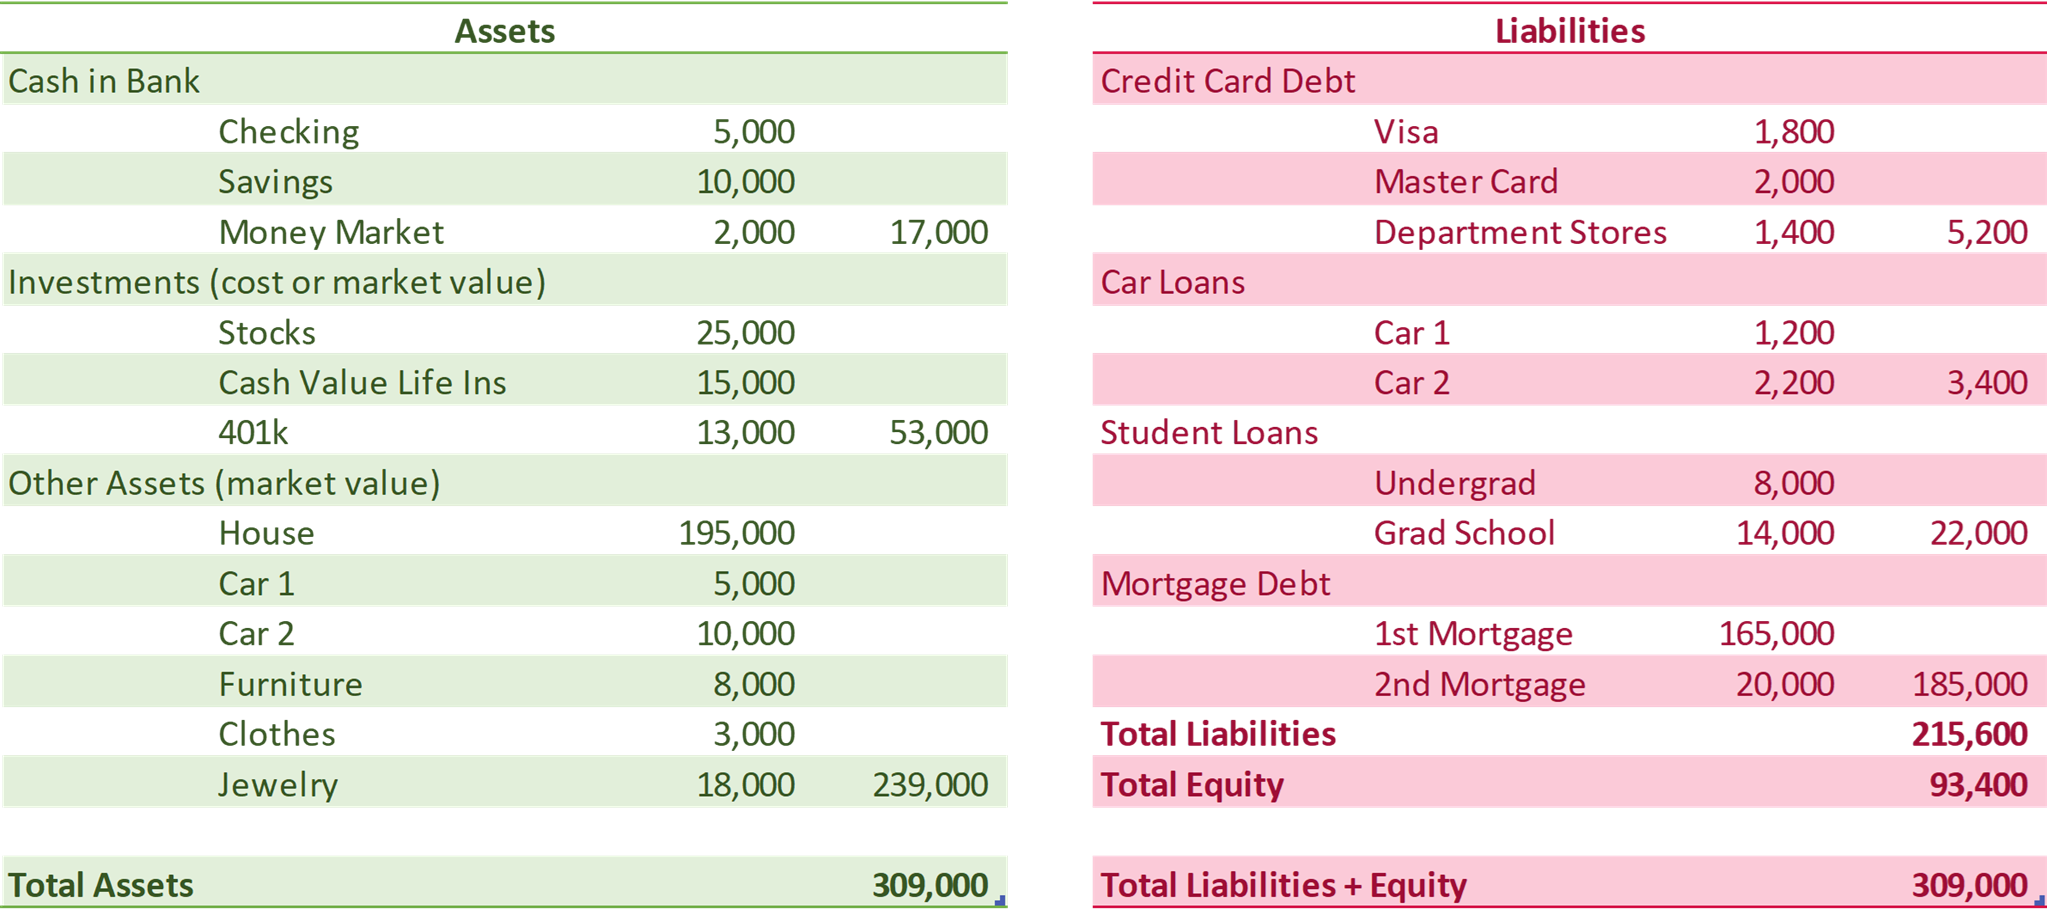 Assets
Cash in Bank
Checking 5,000
Savings 10,000
Money Market 2,000 17,000
Investments (cost or market value)
Stocks 25,000
Cash Value Life Ins 15,000
401k 13,000 53,000
Other Assets (market value)
House 195,000
Car 1 5,000
Car 2 10,000
Furniture 8,000
Clothes 3,000
Jewelry 18,000 239,000
Total Assets 309,000
Liabilities
Credit Card Debt
Visa 1,800
Master Card 2,000
Department Stores 1,400 5,200
Car Loans
Car 1 1,200
Car 2 2,200 3,400
Student Loans
Undergrad 8,000
Grad School 14,000 22,000
Mortgage Debt
1st Mortgage 165,000
2nd Mortgage 20,000 185,000
Total Liabilities 215,600
Total Equity 93,400
Total Liabilities + Equity 309,000